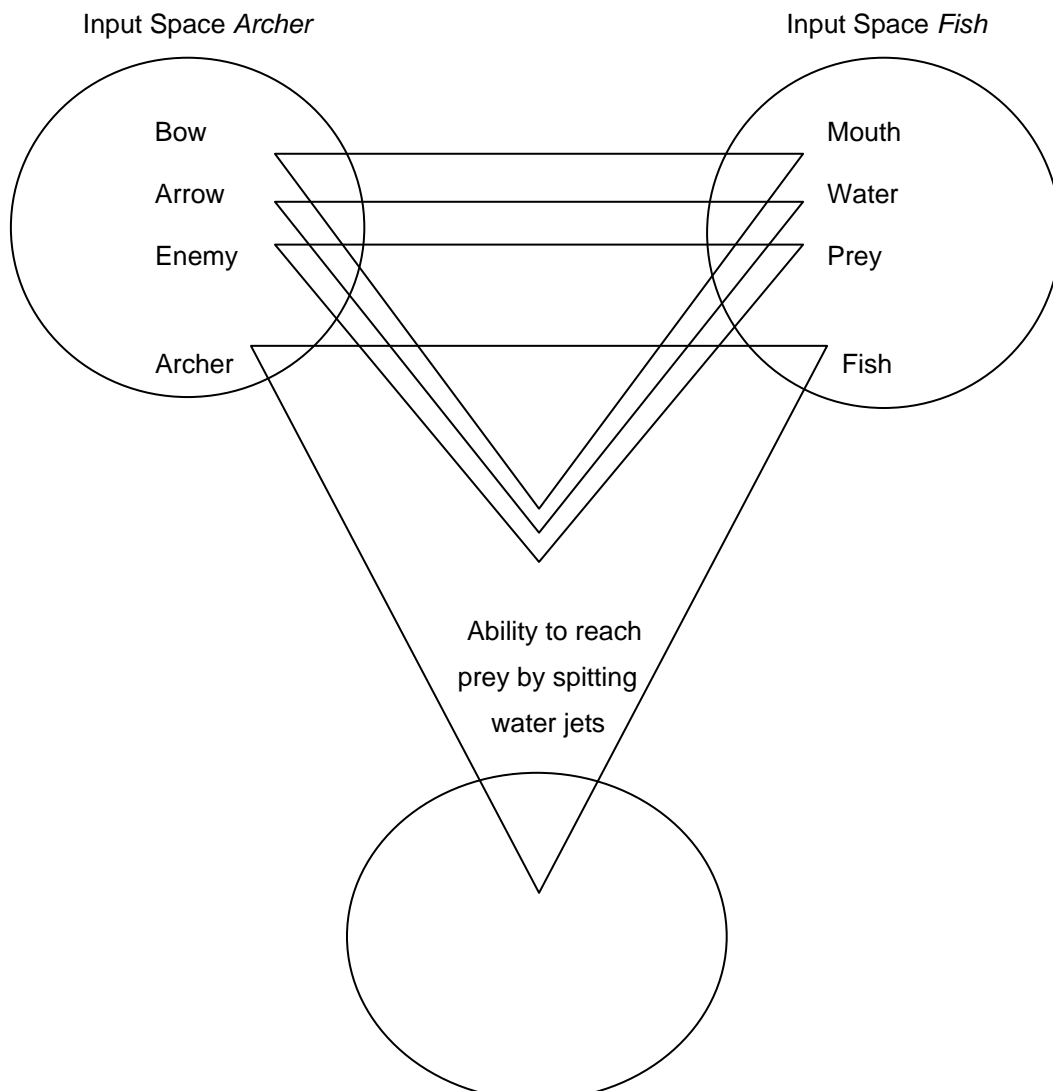 Input Space Archer
Input Space Fish
Bow
Mouth
Arrow
Water
Enemy
Prey
Archer
Fish
Ability to reach
prey by spitting
water jets